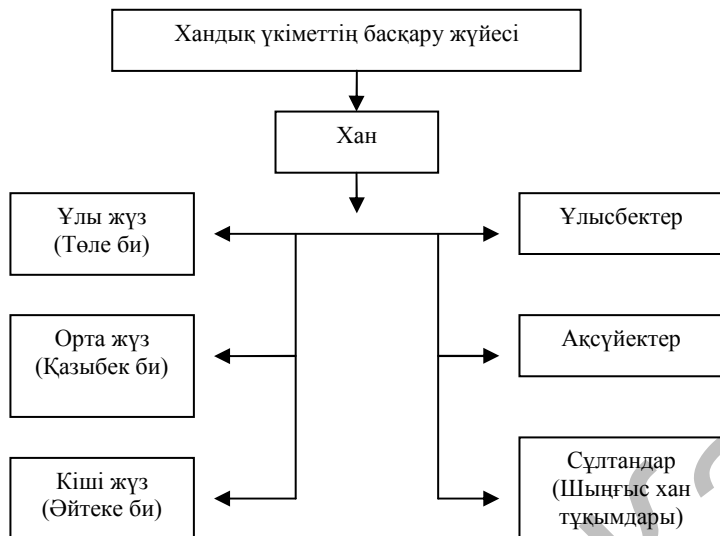 Хандық үкіметтің басқару жүйесі
Хан
Ұлы жүз
(Төле би)
Ұлысбектер
Орта жүз
(Қазыбек би)
Ақсүйектер
Кіші жүз
(Әйтеке би)
Сұлтандар
(Шыңғыс хан
тұқымдары)